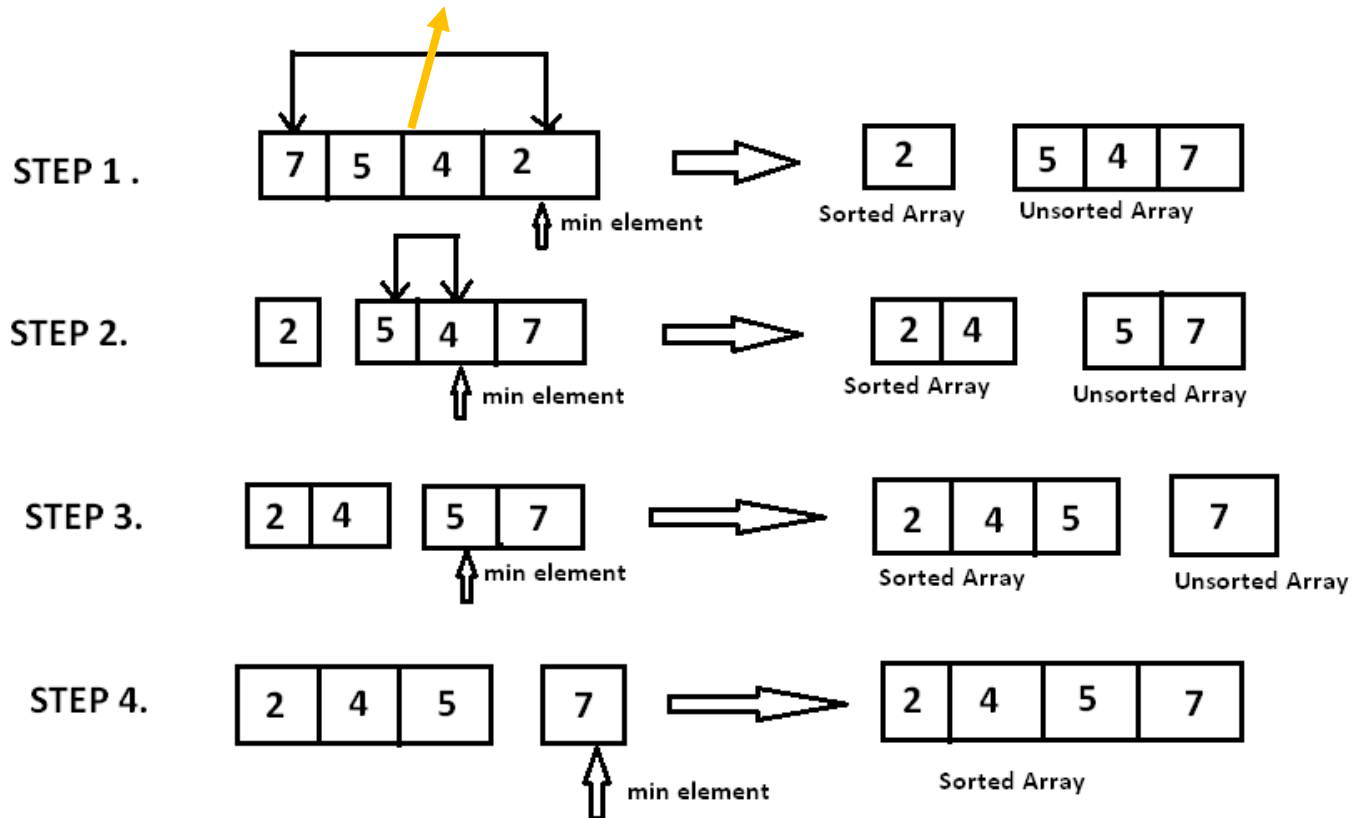 STEP 1 . 7 5 4 2 2 5 4 7
min element Sorted Array Unsorted Array
STEP 2. 2 5 4 7 2 4 5 7
min element Sorted Array Unsorted Array
STEP 3. 2 4 5 7 2 4 5 7
min element Sorted Array Unsorted Array
STEP 4. 2 4 5 7 2 4 5 7
min element Sorted Array